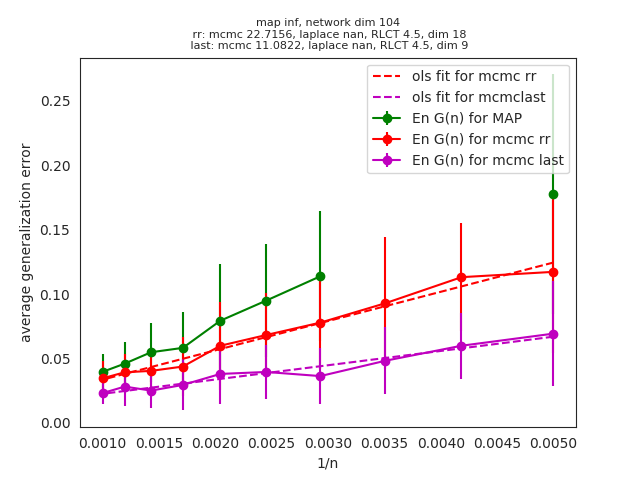 map inf, network dim 104
rr: mcmc 22.7156, laplace nan, RLCT 4.5, dim 18
last: mcmc 11.0822, laplace nan, RLCT 4.5, dim 9
ols fit for mcmc rr
ols fit for mcmclast
En G(n) for MAP
En G(n) for mcmc rr
En G(n) for mcmc last
average generalization error
0.25
0.20
0.15
0.10
0.05
0.00
0.0010 0.0015 0.0020 0.0025 0.0030 0.0035 0.0040 0.0045 0.0050
1/n